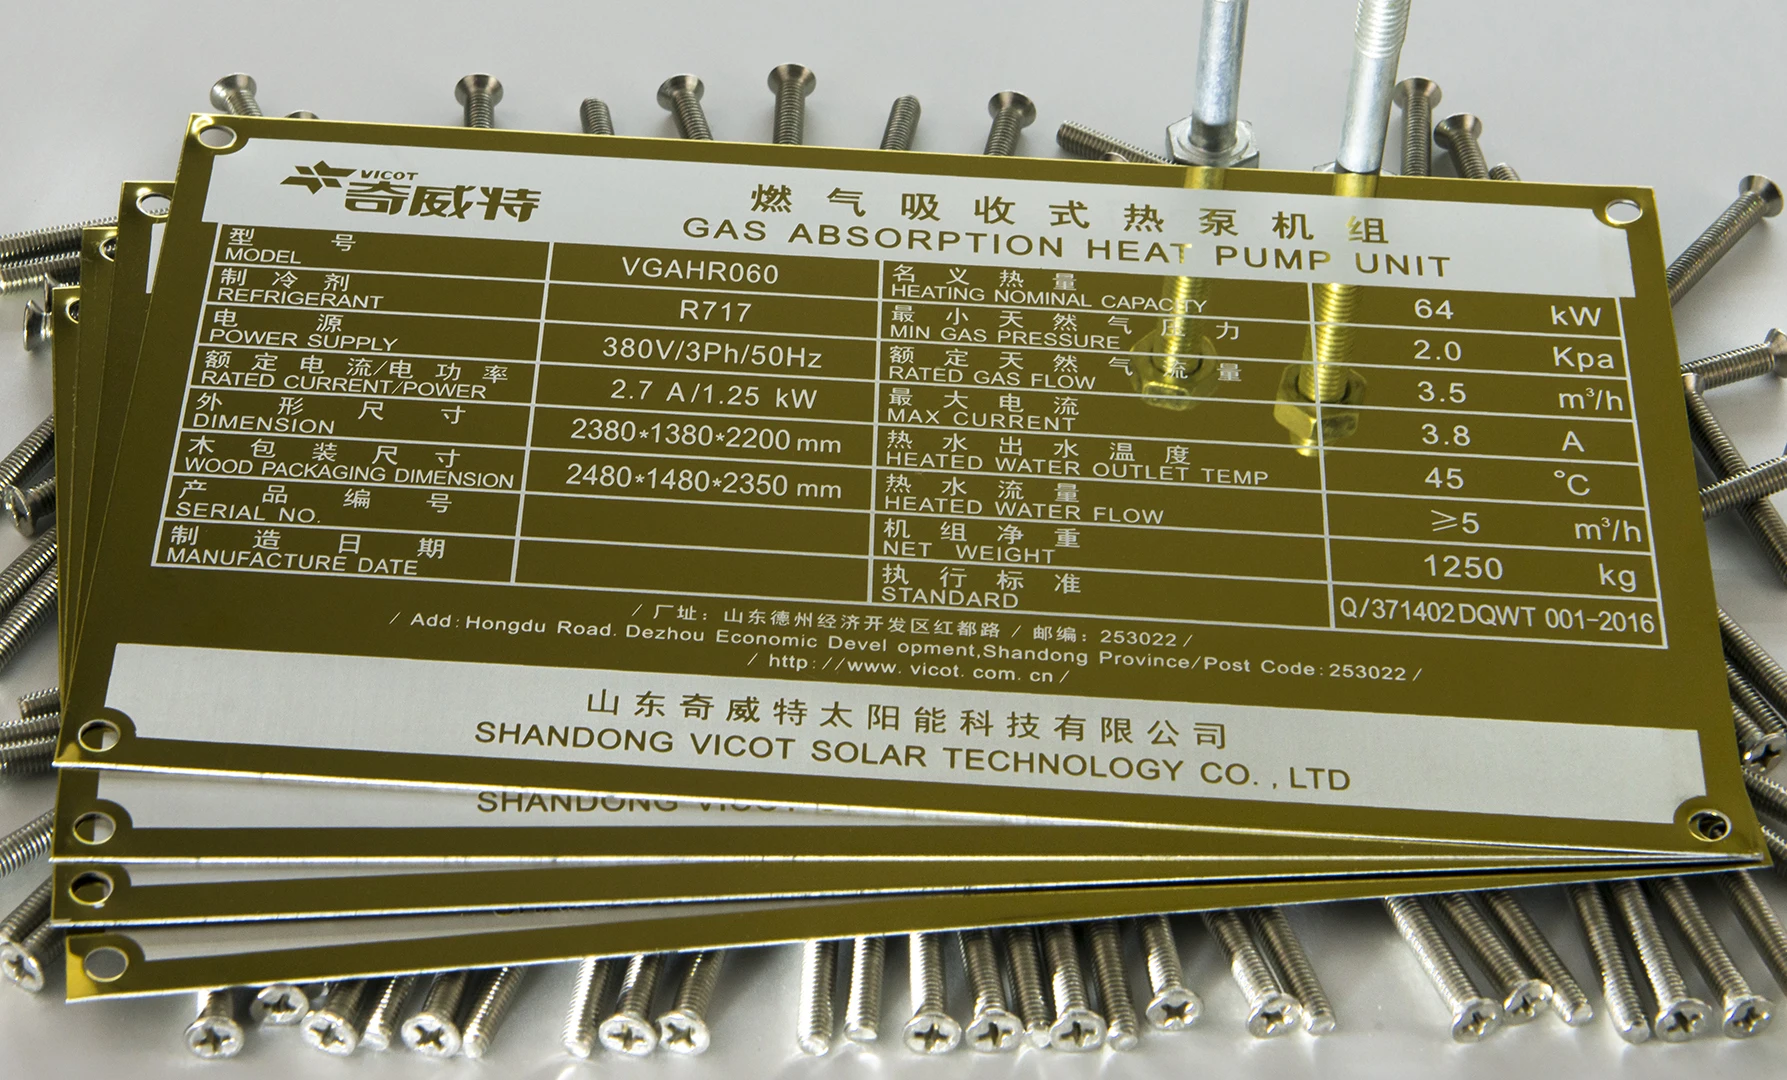 VICOT
奇威特
燃气吸收式热泵机组
GAS ABSORPTION HEAT PUMP UNIT
型号
MODEL
VGAHR060
制冷剂
REFRIGERANT
R717
电源
POWER SUPPLY
380V/3Ph/50Hz
额定电流/电功率
RATED CURRENT/POWER
2.7 A/1.25 kW
外形尺寸
DIMENSION
2380*1380*2200 mm
木包装尺寸
WOOD PACKAGING DIMENSION
2480*1480*2350 mm
产品编号
SERIAL NO.
制造日期
MANUFACTURE DATE
名义热量
HEATING NOMINAL CAPACITY
64 kW
最小天然气压力
MIN GAS PRESSURE
2.0 Kpa
额定天然气流量
RATED GAS FLOW
3.5 m³/h
最大电流
MAX CURRENT
3.8 A
热水出水温度
HEATED WATER OUTLET TEMP
45 °C
热水流量
HEATED WATER FLOW
≥5 m³/h
机组净重
NET WEIGHT
1250 kg
执行标准
STANDARD
Q/371402DQWT 001-2016
/ 厂址: 山东德州经济开发区红都路 / 邮编: 253022 /
/ Add:Hongdu Road. Dezhou Economic Devel opment,Shandong Province/Post Code:253022 /
/ http://www.vicot.com.cn /
山东奇威特太阳能科技有限公司
SHANDONG VICOT SOLAR TECHNOLOGY CO.,LTD
SHANDONG VICOT